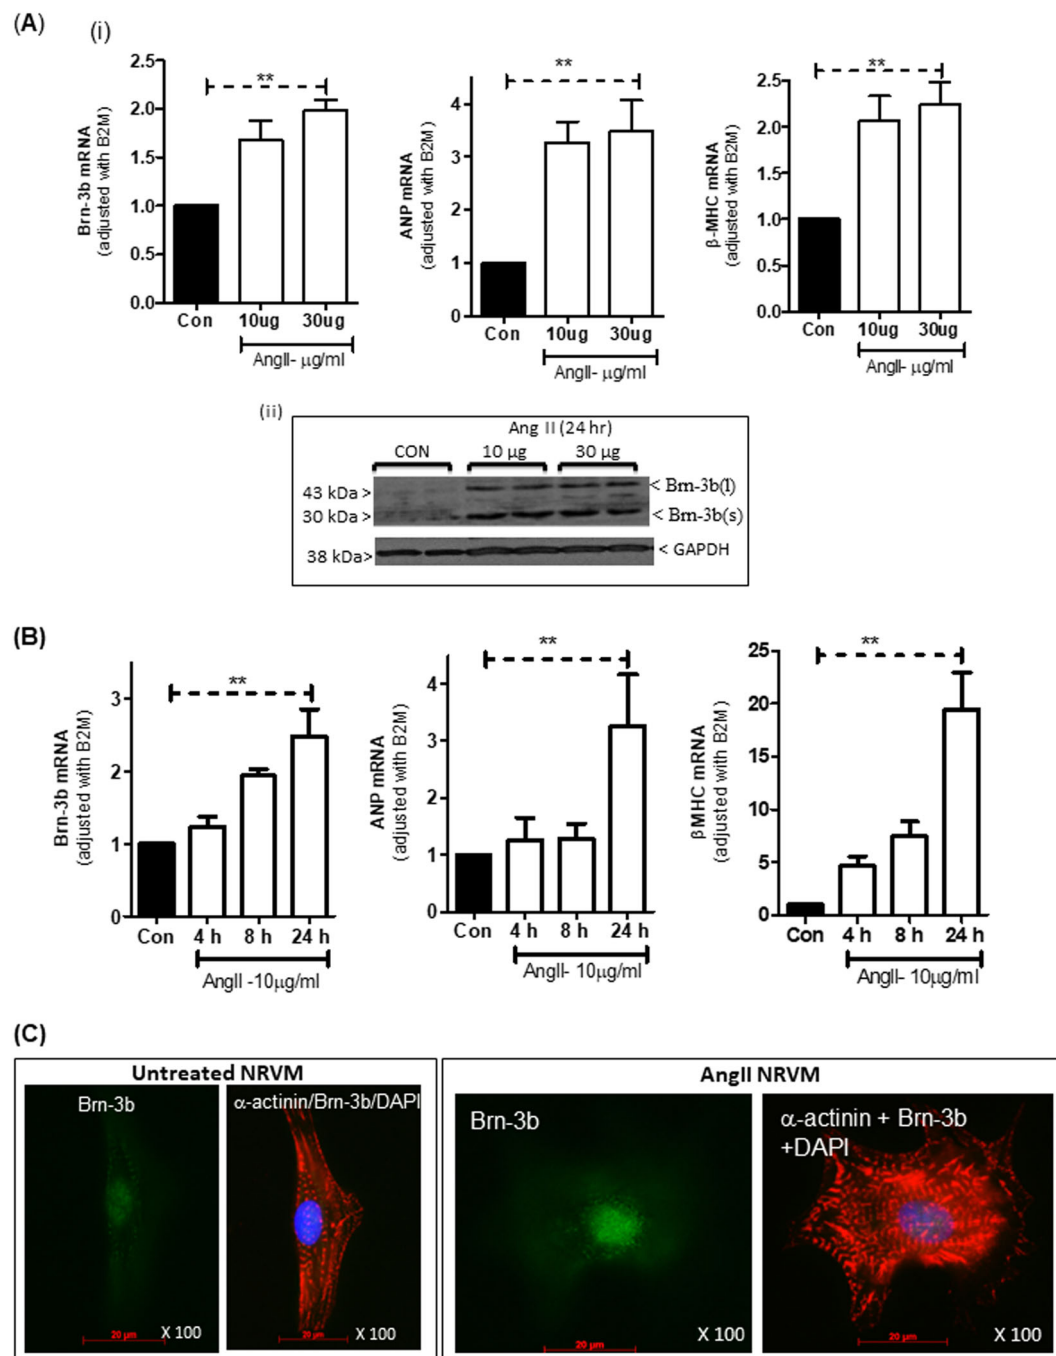 (A)
(i)
2.5
2.0
1.5
1.0
0.5
0.0
Brn-3b mRNA
(adjusted with B2M)
**
Con 10ug 30ug
AngII- µg/ml
4
3
2
1
0
ANP mRNA
(adjusted with B2M)
**
Con 10ug 30ug
AngII- µg/ml
2.5
2.0
1.5
1.0
0.5
0.0
β-MHC mRNA
(adjusted with B2M)
**
Con 10ug 30ug
AngII- µg/ml
(ii)
Ang II (24 hr)
CON 10 µg 30 µg
43 kDa > < Brn-3b(l)
30 kDa > < Brn-3b(s)
38 kDa> < GAPDH
(B)
3
2
1
0
Brn-3b mRNA
(adjusted with B2M)
**
Con 4 h 8 h 24 h
AngII -10µg/ml
4
3
2
1
0
ANP mRNA
(adjusted with B2M)
**
Con 4 h 8 h 24 h
AngII- 10µg/ml
25
20
15
10
5
0
βMHC mRNA
(adjusted with B2M)
**
Con 4 h 8 h 24 h
AngII- 10µg/ml
(C)
Untreated NRVM
Brn-3b
20 µm
X 100
α-actinin/Brn-3b/DAPI
20 µm
X 100
AngII NRVM
Brn-3b
20 µm
X 100
α-actinin + Brn-3b
+DAPI
20 µm
X 100